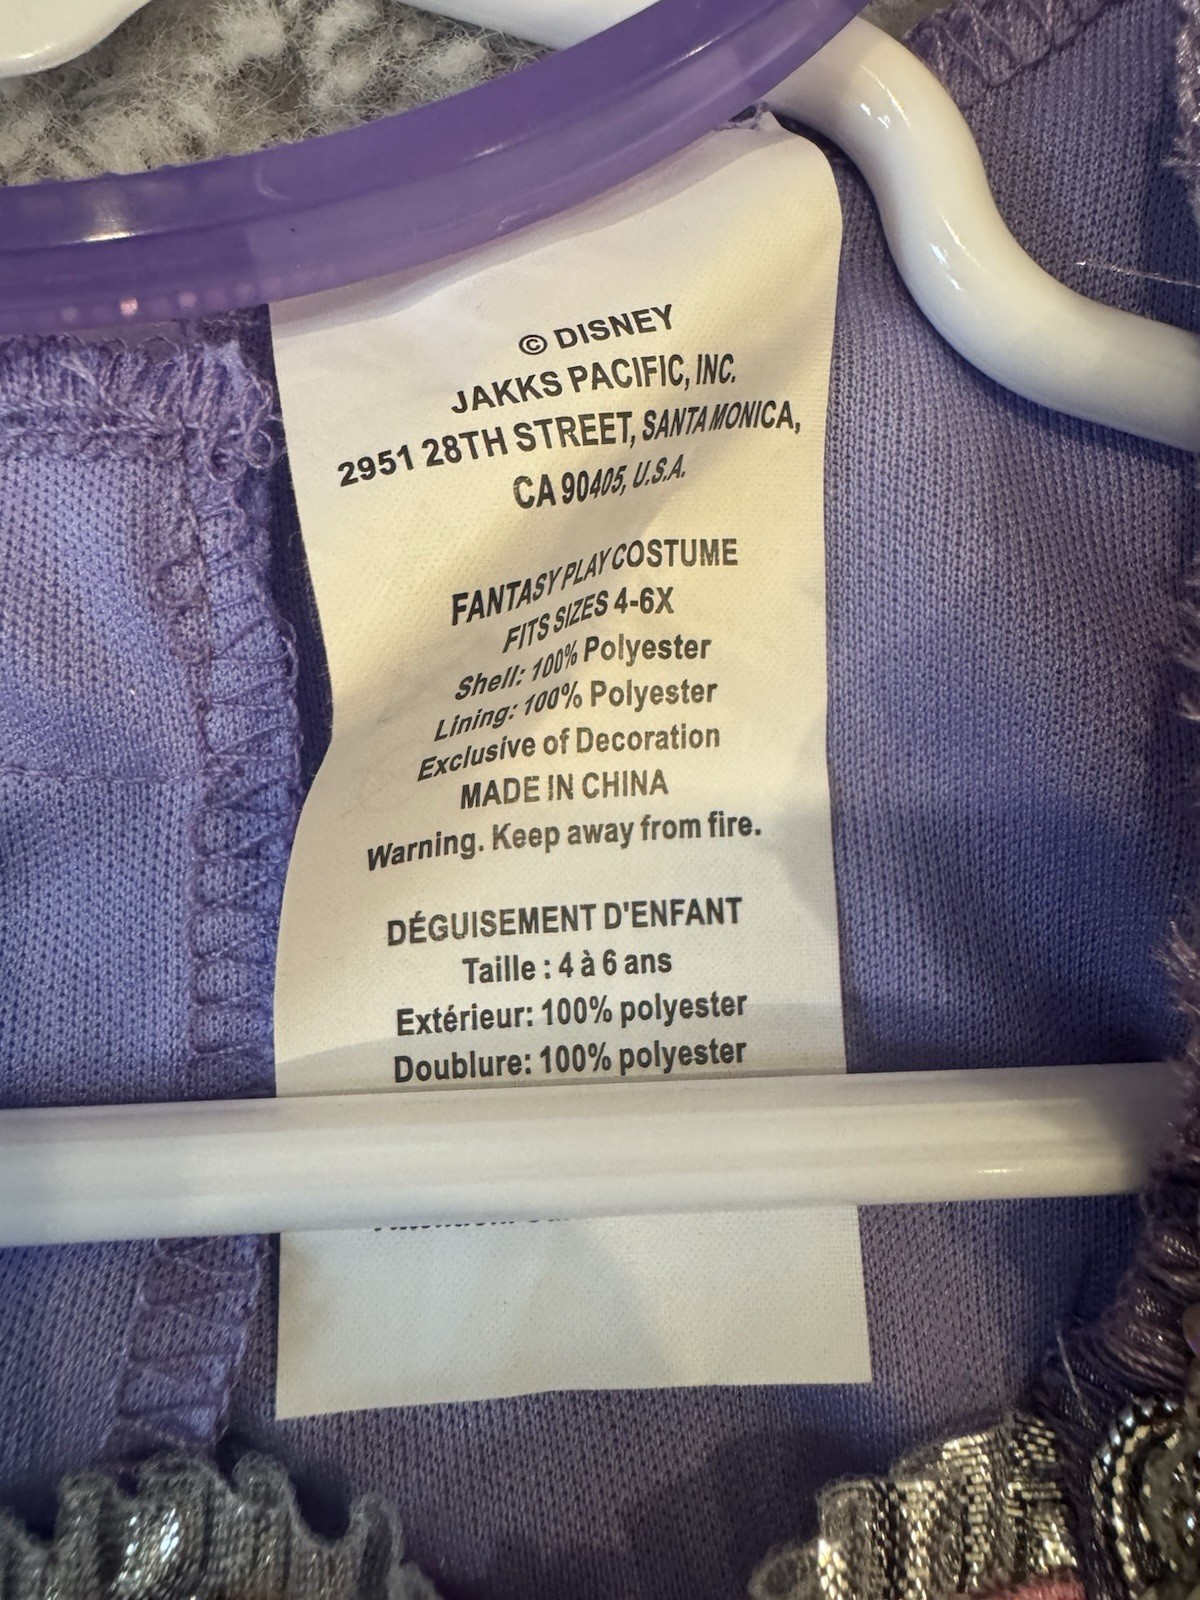 © DISNEY
JAKKS PACIFIC, INC.
2951 28TH STREET, SANTA MONICA,
CA 90405, U.S.A.
FANTASY PLAY COSTUME
FITS SIZES 4-6X
Shell: 100% Polyester
Lining: 100% Polyester
Exclusive of Decoration
MADE IN CHINA
Warning. Keep away from fire.
DÉGUISEMENT D'ENFANT
Taille : 4 à 6 ans
Extérieur: 100% polyester
Doublure: 100% polyester